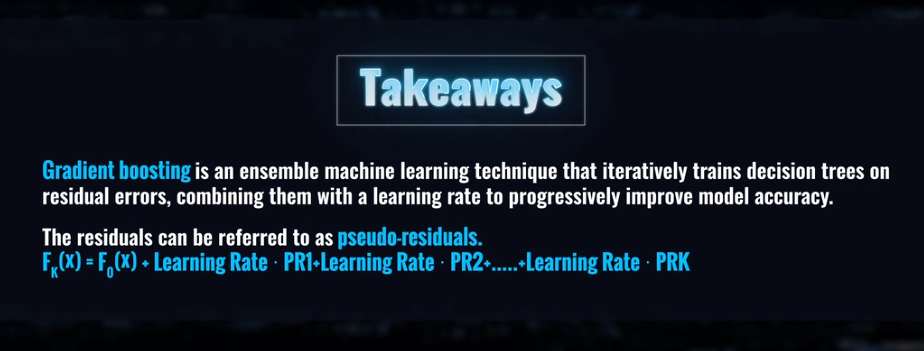 Takeaways
Gradient boosting is an ensemble machine learning technique that iteratively trains decision trees on
residual errors, combining them with a learning rate to progressively improve model accuracy.
The residuals can be referred to as pseudo-residuals.
F_K(x) = F_0(x) + Learning Rate · PR1+Learning Rate · PR2+.....+Learning Rate · PRK